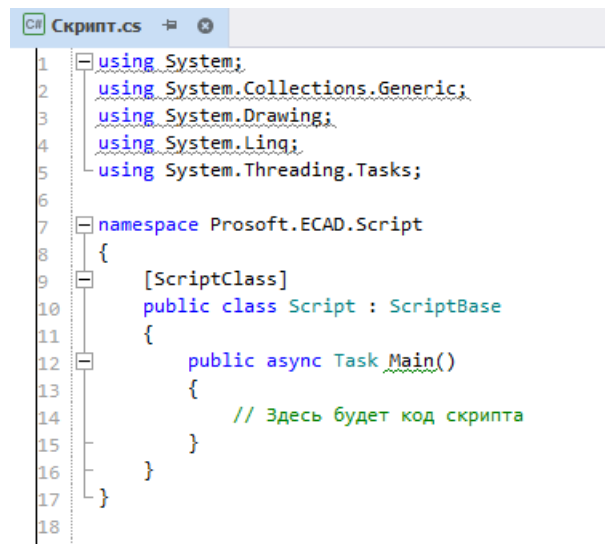 C# Скрипт.cs
1 using System;
2 using System.Collections.Generic;
3 using System.Drawing;
4 using System.Linq;
5 using System.Threading.Tasks;
6
7 namespace Prosoft.ECAD.Script
8 {
9 [ScriptClass]
10 public class Script : ScriptBase
11 {
12 public async Task Main()
13 {
14 // Здесь будет код скрипта
15 }
16 }
17 }
18